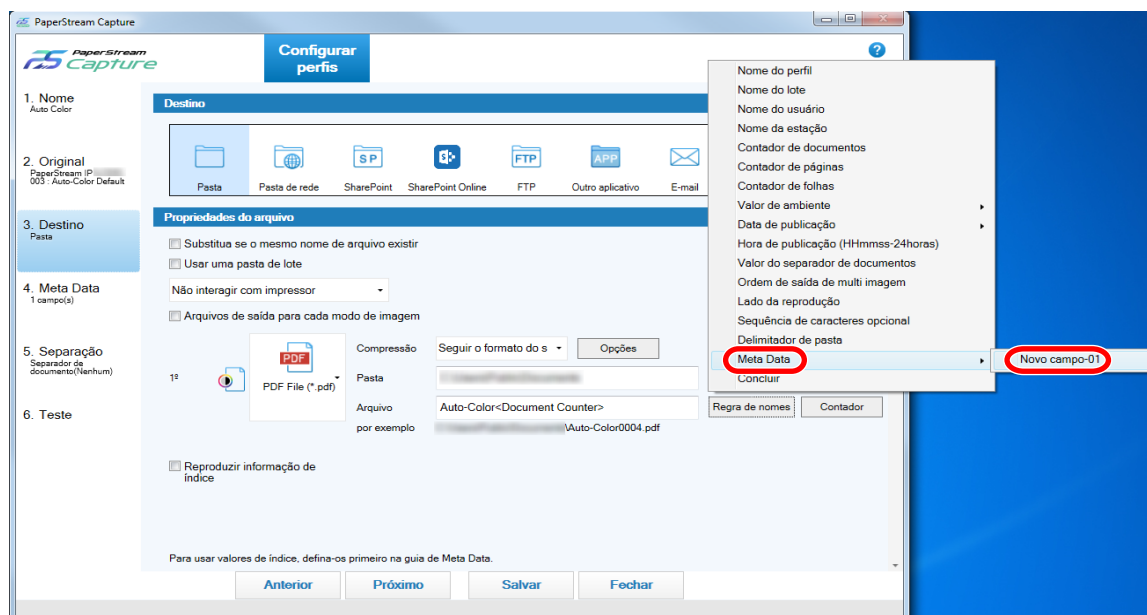 PaperStream Capture
PaperStream
Capture
Configurar
perfis
?
1. Nome
Auto Color
2. Original
PaperStream IP
003 : Auto-Color Default
3. Destino
Pasta
4. Meta Data
1 campo(s)
5. Separação
Separador de
documento(Nenhum)
6. Teste
Destino
Pasta
Pasta de rede
SP
SharePoint
SharePoint Online
FTP
FTP
APP
Outro aplicativo
E-mail
Propriedades do arquivo
Substitua se o mesmo nome de arquivo existir
Usar uma pasta de lote
Não interagir com impressor
Arquivos de saída para cada modo de imagem
1º
PDF
PDF File (*.pdf)
Compressão
Seguir o formato do s
Opções
Pasta
Arquivo
Auto-Color<Document Counter>
Regra de nomes
Contador
por exemplo
\Auto-Color0004.pdf
Reproduzir informação de
índice
Para usar valores de índice, defina-os primeiro na guia de Meta Data.
Anterior
Próximo
Salvar
Fechar
Nome do perfil
Nome do lote
Nome do usuário
Nome da estação
Contador de documentos
Contador de páginas
Contador de folhas
Valor de ambiente
Data de publicação
Hora de publicação (HHmmss-24horas)
Valor do separador de documentos
Ordem de saída de multi imagem
Lado da reprodução
Sequência de caracteres opcional
Delimitador de pasta
Meta Data
Novo campo-01
Concluir